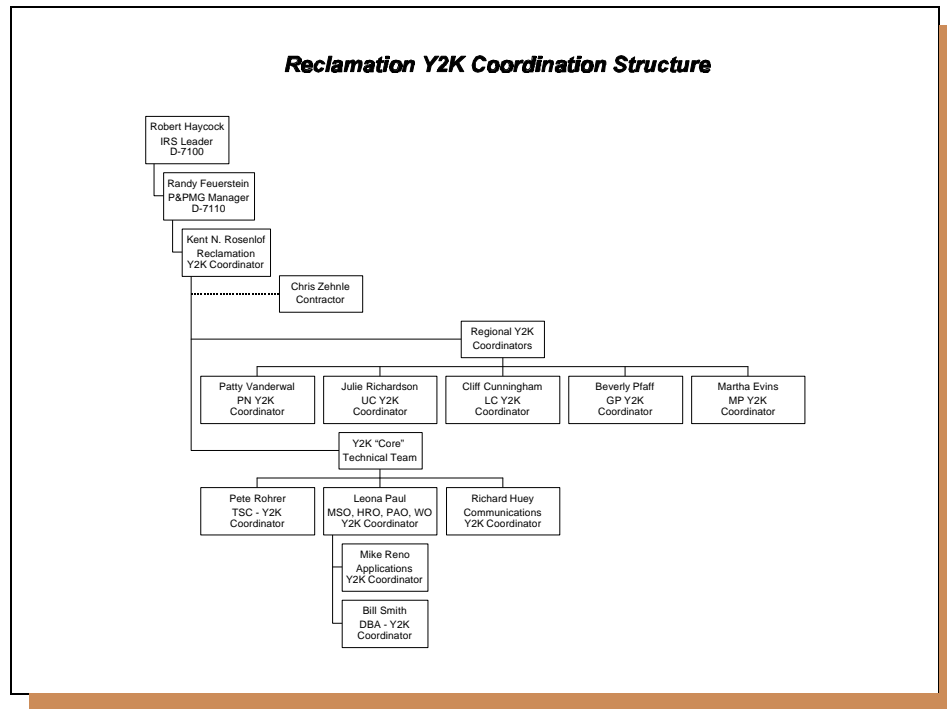 Reclamation Y2K Coordination Structure
Robert Haycock
IRS Leader
D-7100
Randy Feuerstein
P&PMG Manager
D-7110
Kent N. Rosenlof
Reclamation
Y2K Coordinator
Chris Zehnle
Contractor
Regional Y2K
Coordinators
Patty Vanderwal
PN Y2K
Coordinator
Julie Richardson
UC Y2K
Coordinator
Cliff Cunningham
LC Y2K
Coordinator
Beverly Pfaff
GP Y2K
Coordinator
Martha Evins
MP Y2K
Coordinator
Y2K “Core”
Technical Team
Pete Rohrer
TSC - Y2K
Coordinator
Leona Paul
MSO, HRO, PAO, WO
Y2K Coordinator
Richard Huey
Communications
Y2K Coordinator
Mike Reno
Applications
Y2K Coordinator
Bill Smith
DBA - Y2K
Coordinator